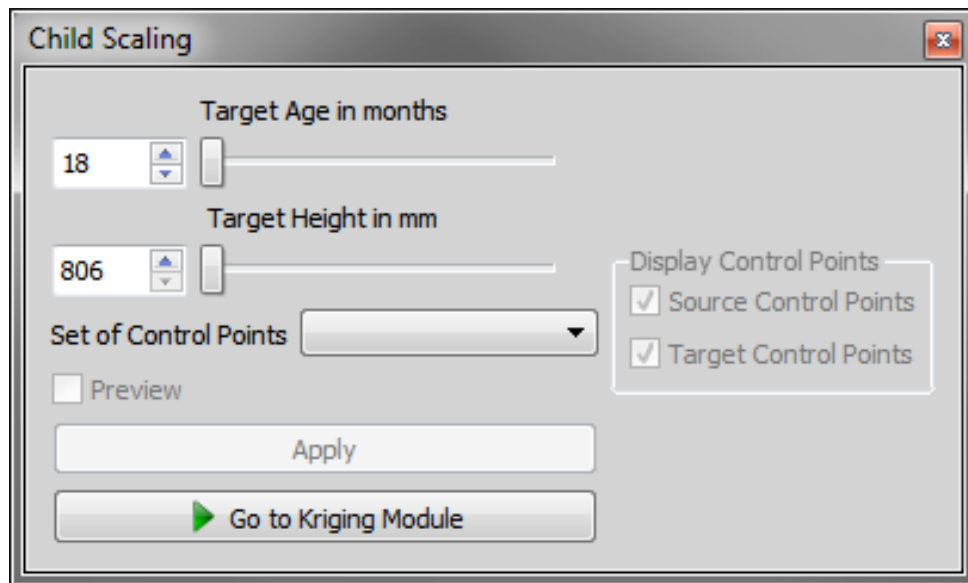 Child Scaling
Target Age in months
18
Target Height in mm
806
Display Control Points
Source Control Points
Set of Control Points
Target Control Points
Preview
Apply
Go to Kriging Module